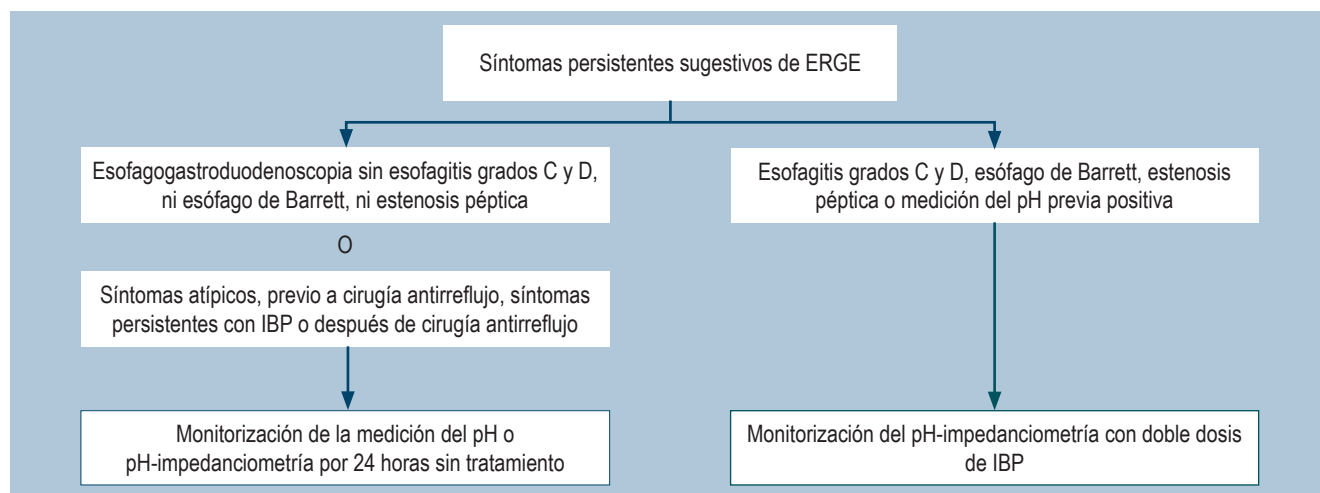 Síntomas persistentes sugestivos de ERGE
Esofagogastroduodenoscopia sin esofagitis grados C y D,
ni esófago de Barrett, ni estenosis péptica
O
Síntomas atípicos, previo a cirugía antirreflujo, síntomas
persistentes con IBP o después de cirugía antirreflujo
Monitorización de la medición del pH o
pH-impedanciometría por 24 horas sin tratamiento
Esofagitis grados C y D, esófago de Barrett, estenosis
péptica o medición del pH previa positiva
Monitorización del pH-impedanciometría con doble dosis
de IBP